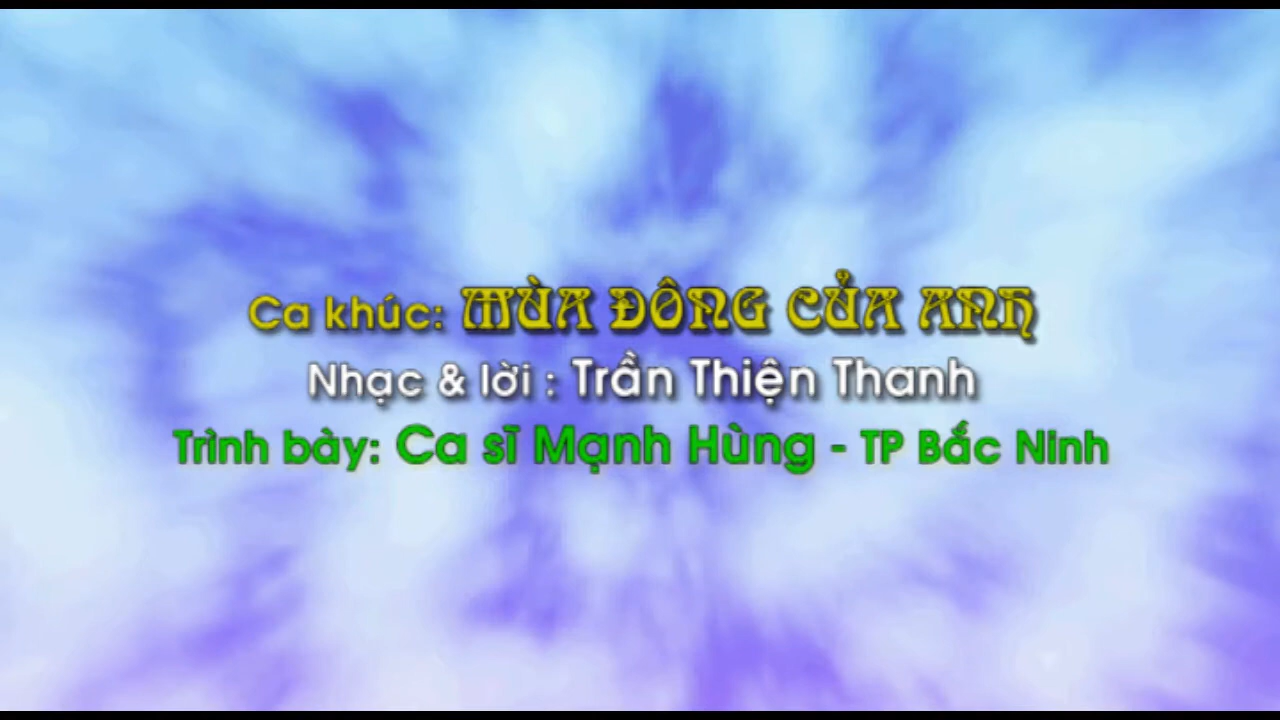 Ca khúc: MÙA ĐÔNG CỦA ANH
Nhạc & lời : Trần Thiện Thanh
Trình bày: Ca sĩ Mạnh Hùng - TP Bắc Ninh